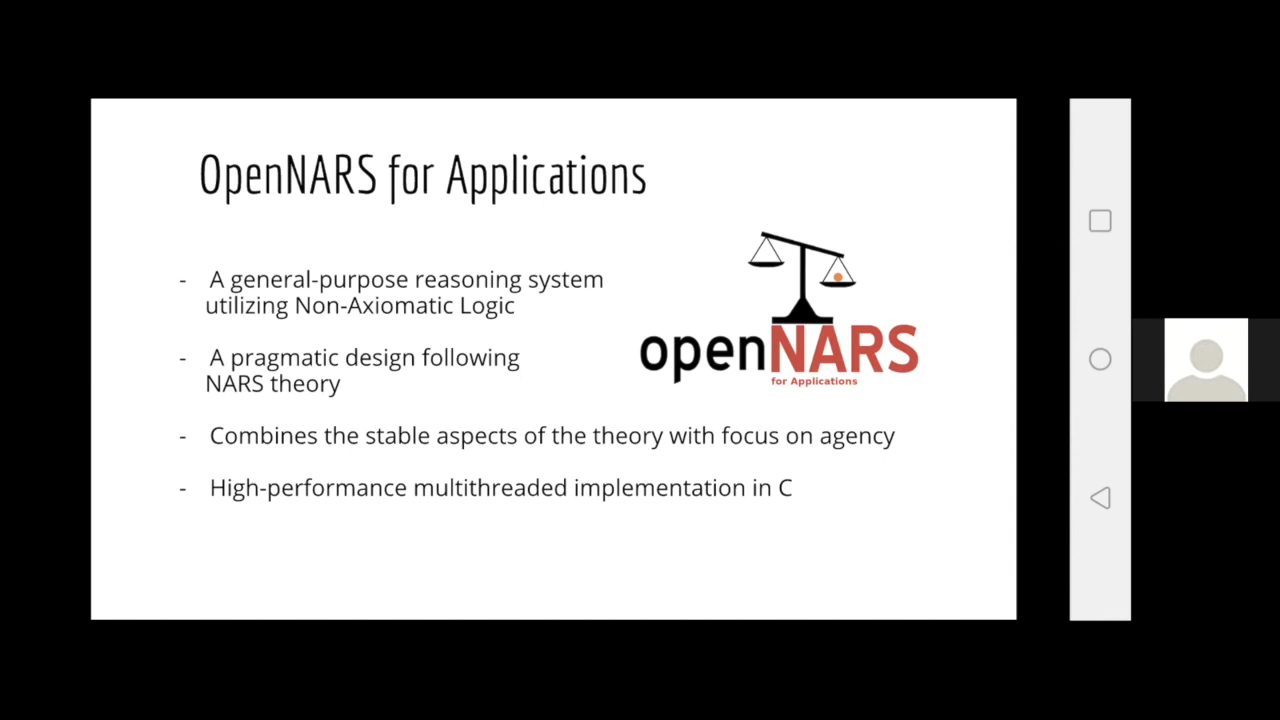 OpenNARS for Applications
- A general-purpose reasoning system
utilizing Non-Axiomatic Logic
- A pragmatic design following
NARS theory
openNARS
for Applications
- Combines the stable aspects of the theory with focus on agency
- High-performance multithreaded implementation in C